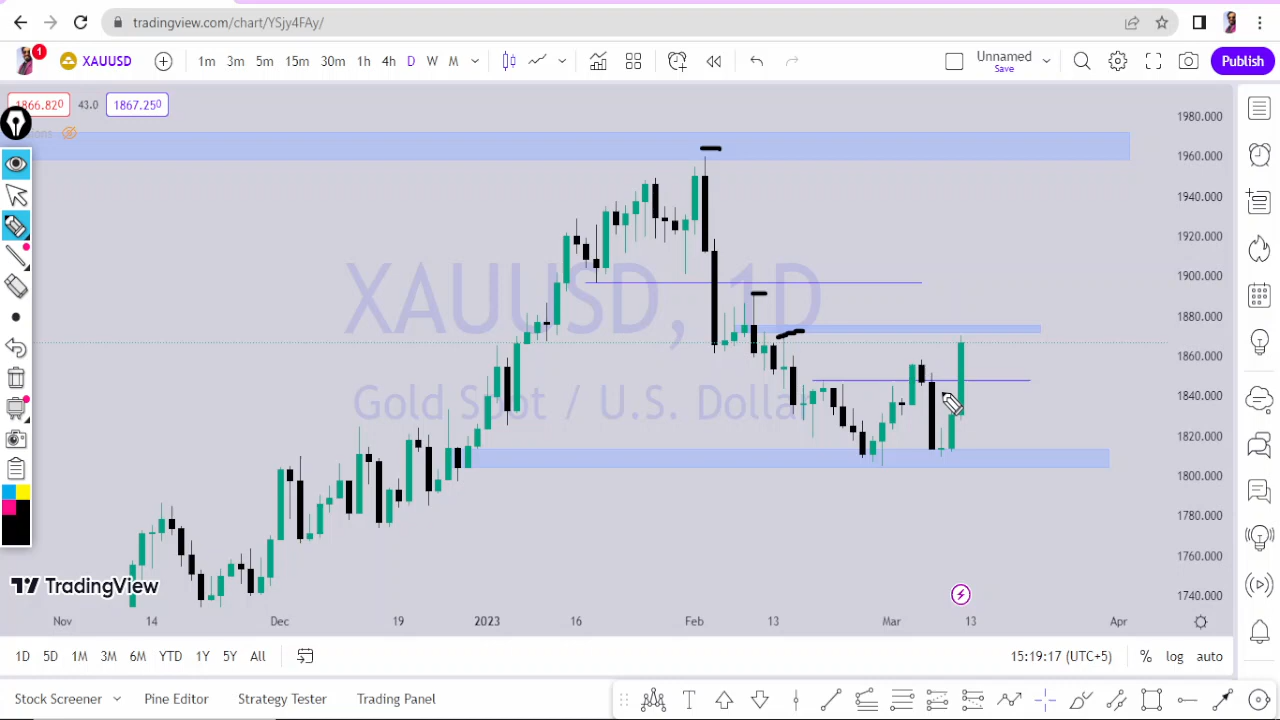 tradingview.com/chart/YSjy4FAy/
1
XAUUSD
1m 3m 5m 15m 30m 1h 4h D W M
Unnamed
Save
Publish
1866.820 43.0 1867.250
XAUUSD, 1D
Gold Spot / U.S. Dollar
1980.000
1960.000
1940.000
1920.000
1900.000
1880.000
1860.000
1840.000
1820.000
1800.000
1780.000
1760.000
1740.000
TradingView
Nov 14 Dec 19 2023 16 Feb 13 Mar 13 Apr
1D 5D 1M 3M 6M YTD 1Y 5Y All
15:19:17 (UTC+5) % log auto
Stock Screener Pine Editor Strategy Tester Trading Panel